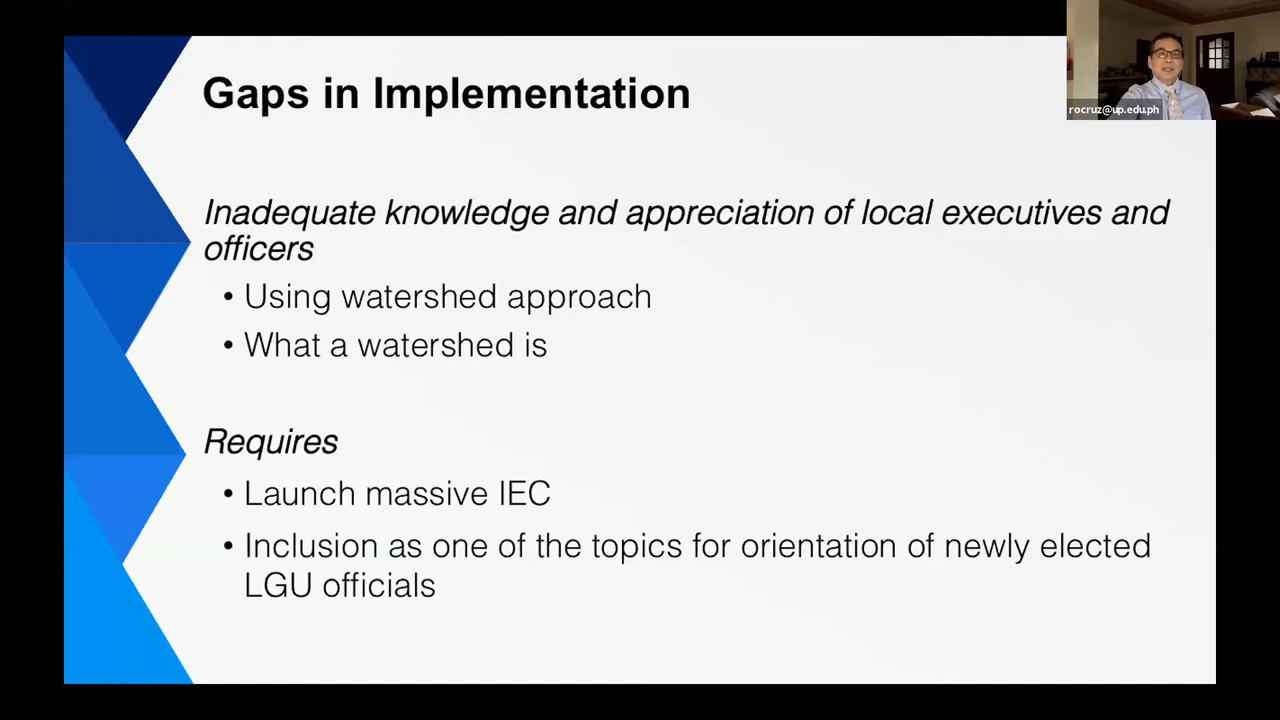 Gaps in Implementation
rocruz@up.edu.ph
Inadequate knowledge and appreciation of local executives and
officers
• Using watershed approach
• What a watershed is
Requires
• Launch massive IEC
• Inclusion as one of the topics for orientation of newly elected
LGU officials